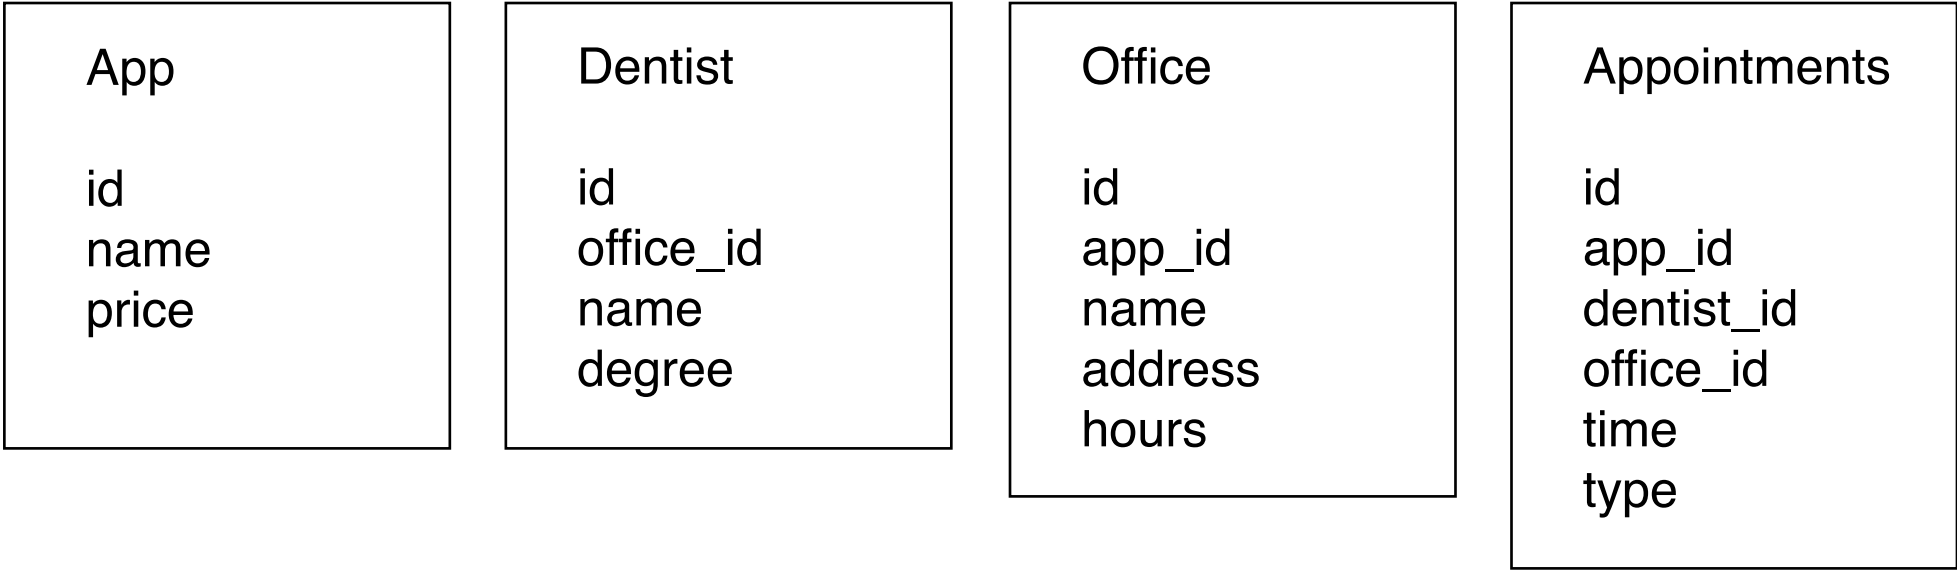 App
id
name
price
Dentist
id
office_id
name
degree
Office
id
app_id
name
address
hours
Appointments
id
app_id
dentist_id
office_id
time
type